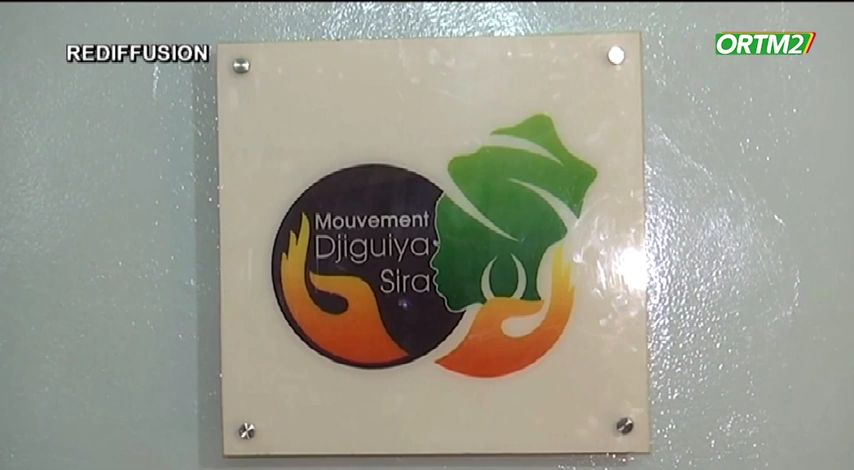 REDIFFUSION
ORTM2
Mouvement
Djiguiya
Sira